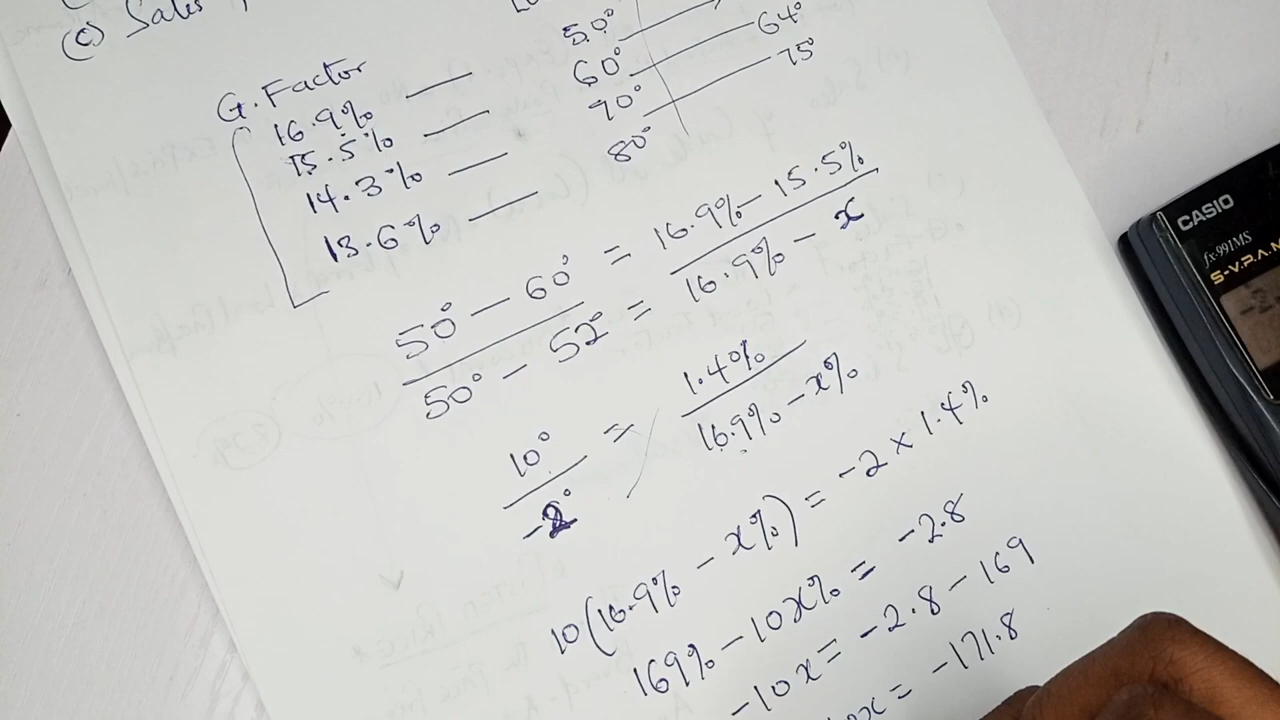 (c) Sales
50°
60° 64°
90° 75°
80°
G. Factor
16.9% —
15.5% —
14.3% —
13.6% —
50° – 60° = 16.9% – 15.5%
50° – 52° = 16.9% – x
10° = 1.4%
-2° 16.9% – x%
10(16.9% – x%) = -2 × 1.4%
169% – 10x% = -2.8
-10x = -2.8 – 169
x = -171.8
CASIO
fx-991MS
S-V.P.A.M